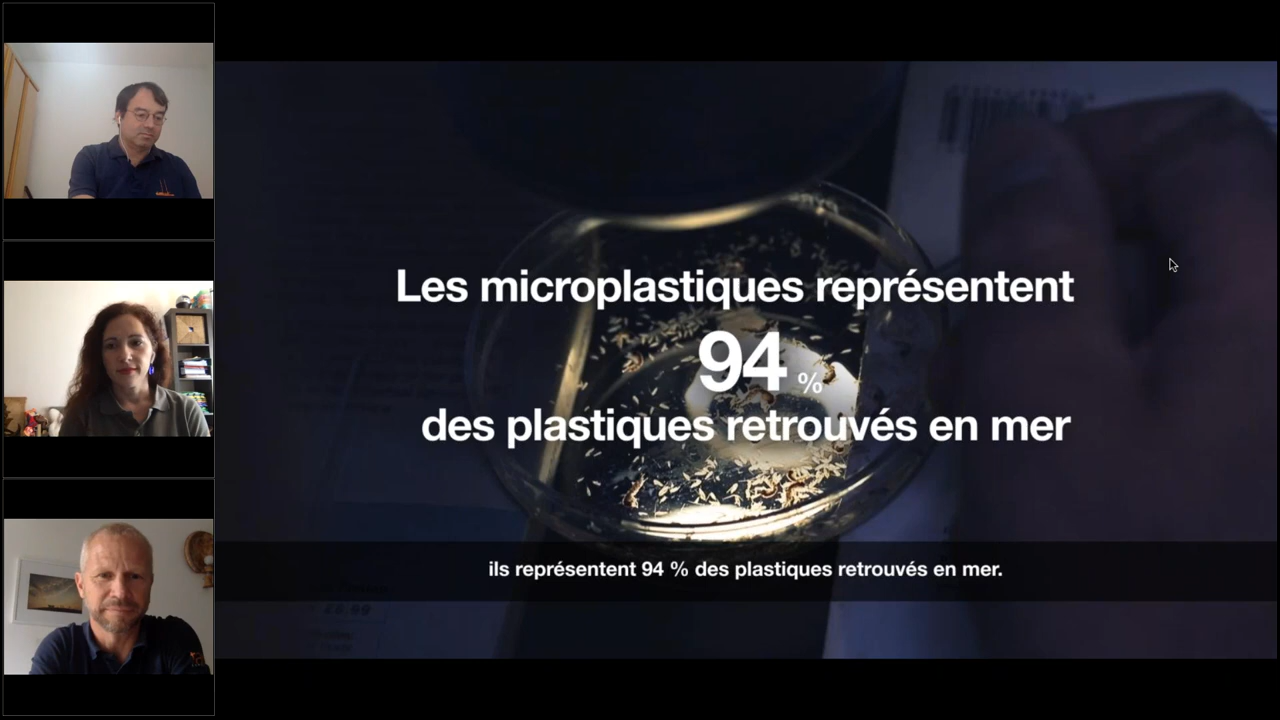 Les microplastiques représentent
94 %
des plastiques retrouvés en mer
ils représentent 94 % des plastiques retrouvés en mer.